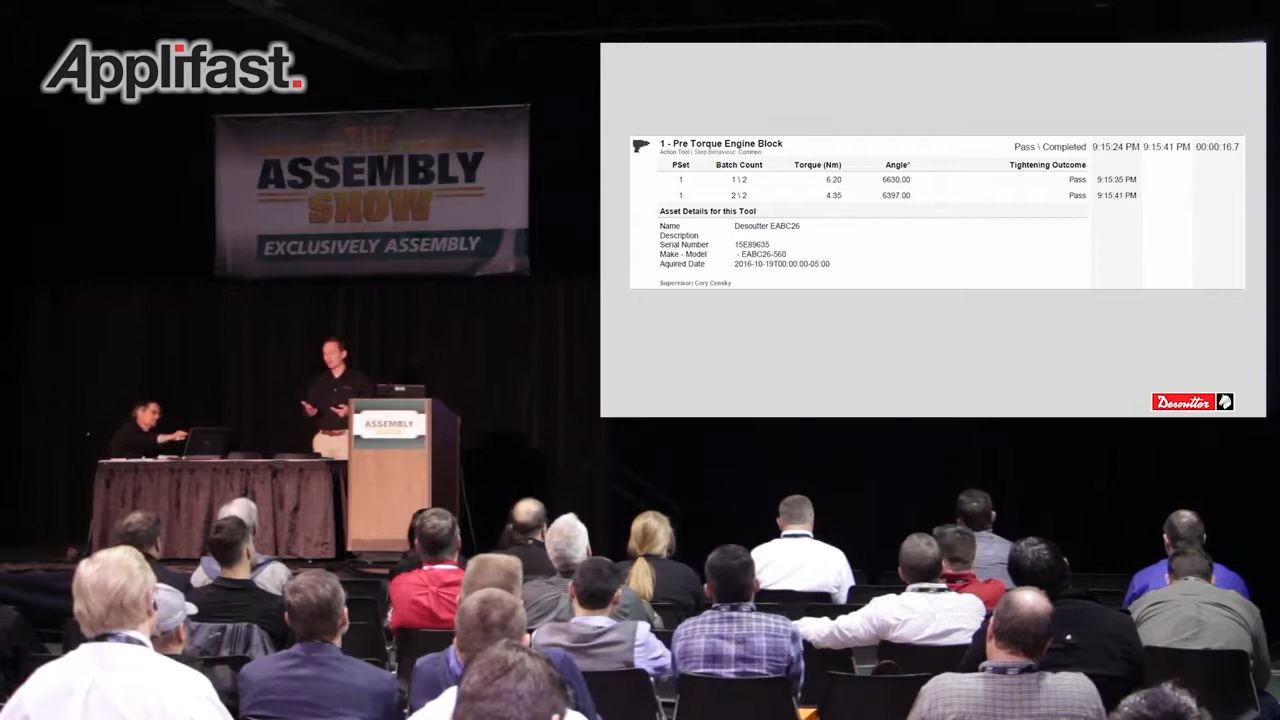 Applifast.
THE
ASSEMBLY
SHOW
EXCLUSIVELY ASSEMBLY
ASSEMBLY
1 - Pre Torque Engine Block
Action Tool | Step Behaviour: Common
Pass \ Completed 9:15:24 PM 9:15:41 PM 00:00:16.7
PSet Batch Count Torque (Nm) Angle° Tightening Outcome
1 1 \ 2 6.20 6630.00 Pass 9:15:35 PM
1 2 \ 2 4.35 6397.00 Pass 9:15:41 PM
Asset Details for this Tool
Name Desoutter EABC26
Description
Serial Number 15E89635
Make - Model - EABC26-560
Aquired Date 2016-10-19T00:00:00-05:00
Supervisor: Cory Censky
Desoutter